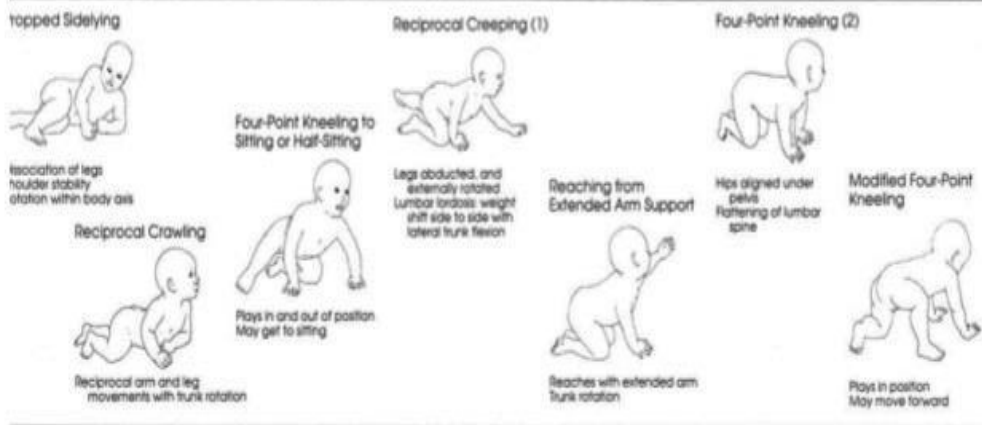 ropped Sidelying
issociation of legs
houlder stability
otation within body axis
Reciprocal Crawling
Reciprocal arm and leg
movements with trunk rotation
Four-Point Kneeling to
Sitting or Half-Sitting
Plays in and out of position
May get to sitting
Reciprocal Creeping (1)
Legs abducted, and
externally rotated
Lumbar lordosis: weight
shift side to side with
lateral trunk flexion
Reaching from
Extended Arm Support
Reaches with extended arm
Trunk rotation
Four-Point Kneeling (2)
Hips aligned under
pelvis
Flattening of lumbar
spine
Modified Four-Point
Kneeling
Plays in position
May move forward